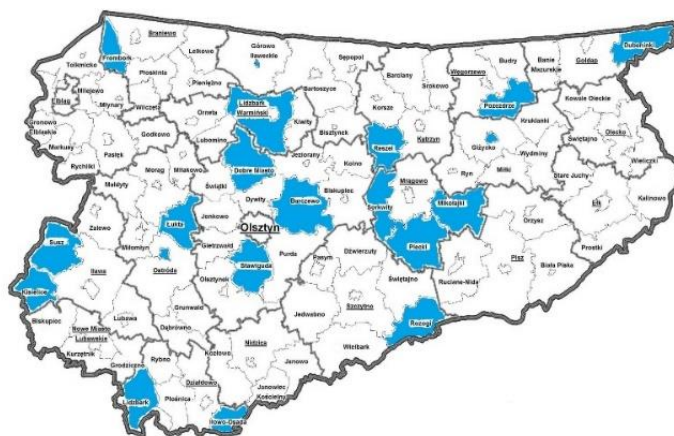 Braniewo
Frombork
Lelkowo
Górowo
Iławeckie
Sępopol
Tolkmicko
Płoskinia
Bartoszyce
Barciany
Srokowo
Węgorzewo
Budry
Banie
Mazurskie
Gołdap
Dubeninki
Milejewo
Elbląg
Młynary
Wilczęta
Pieniężno
Lidzbark
Warmiński
Orneta
Kiwity
Bisztynek
Korsze
Pozezdrze
Kruklanki
Kowale Oleckie
Gronowo
Elbląskie
Markusy
Rychliki
Pasłęk
Godkowo
Lubomino
Dobre Miasto
Jeziorany
Kolno
Reszel
Kętrzyn
Giżycko
Wydminy
Świętajno
Olecko
Wieliczki
Małdyty
Morąg
Miłakowo
Świątki
Dywity
Barczewo
Biskupiec
Mrągowo
Ryn
Miłki
Stare Juchy
Ełk
Kalinowo
Zalewo
Łukta
Jonkowo
Olsztyn
Sorkwity
Mikołajki
Orzysz
Susz
Miłomłyn
Gietrzwałd
Stawiguda
Purda
Pasym
Dźwierzuty
Piecki
Prostki
Kisielice
Iława
Ostróda
Olsztynek
Świętajno
Ruciane-Nida
Pisz
Biała Piska
Biskupiec
Nowe Miasto
Lubawskie
Kurzętnik
Lubawa
Grunwald
Dąbrówno
Jedwabno
Szczytno
Rozogi
Grodziczno
Rybno
Kozłowo
Nidzica
Wielbark
Lidzbark
Płośnica
Działdowo
Janowo
Janowiec
Kościelny
Iłowo-Osada